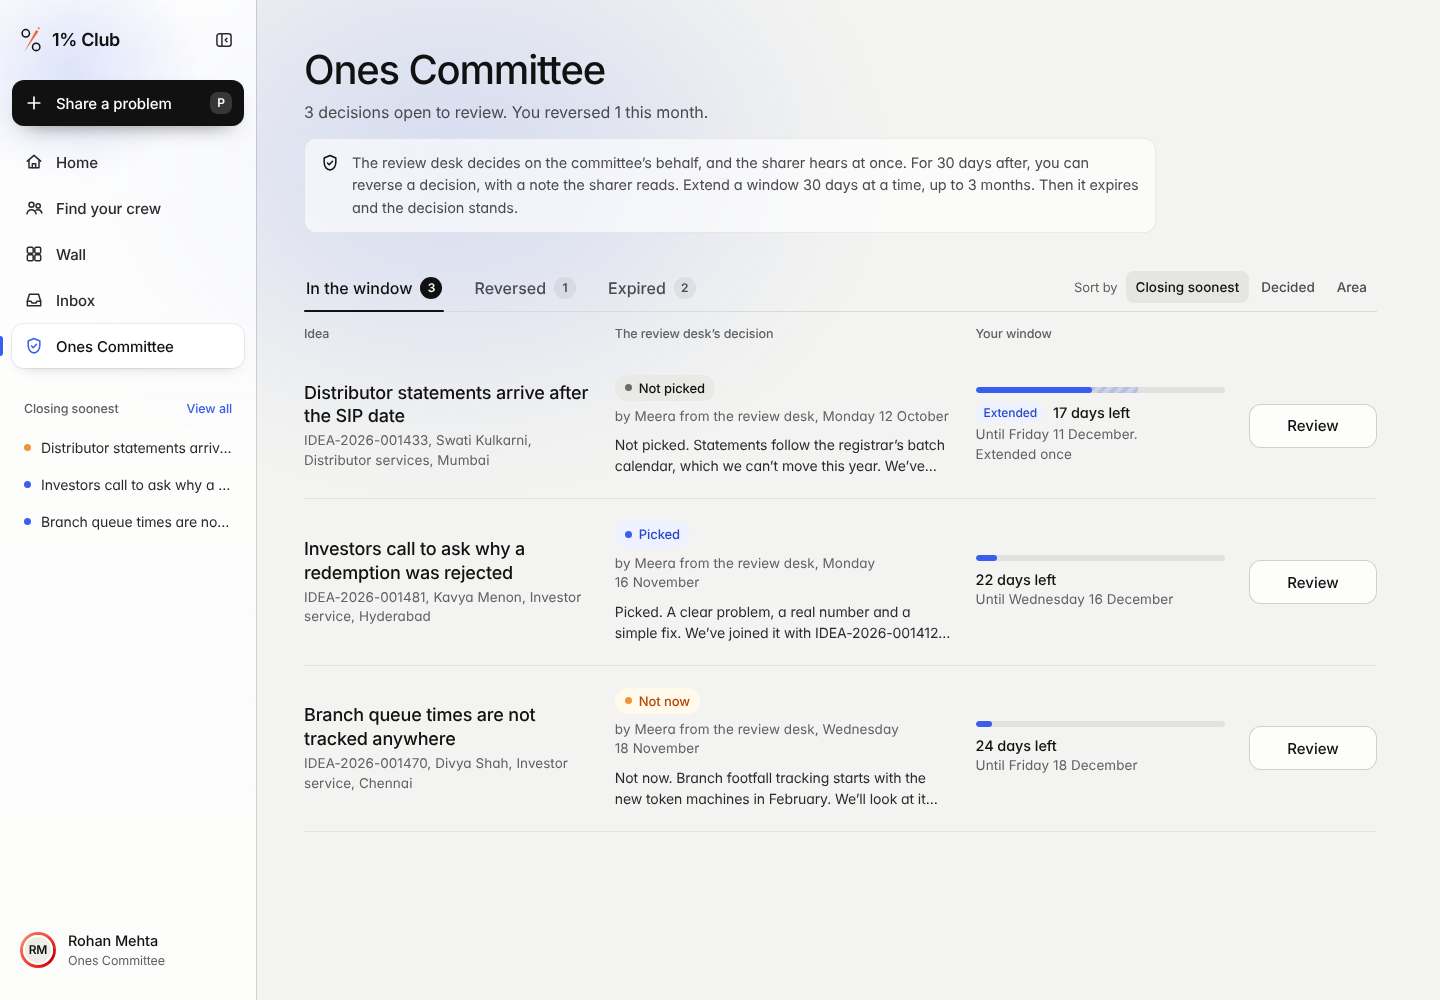 1% Club
Share a problem
P
Home
Find your crew
Wall
Inbox
Ones Committee
Closing soonest
View all
Distributor statements arriv...
Investors call to ask why a ...
Branch queue times are no...
RM
Rohan Mehta
Ones Committee
Ones Committee
3 decisions open to review. You reversed 1 this month.
The review desk decides on the committee’s behalf, and the sharer hears at once. For 30 days after, you can
reverse a decision, with a note the sharer reads. Extend a window 30 days at a time, up to 3 months. Then it expires
and the decision stands.
In the window 3
Reversed 1
Expired 2
Sort by
Closing soonest
Decided
Area
Idea
The review desk’s decision
Your window
Distributor statements arrive after
the SIP date
IDEA-2026-001433, Swati Kulkarni,
Distributor services, Mumbai
Not picked
by Meera from the review desk, Monday 12 October
Not picked. Statements follow the registrar’s batch
calendar, which we can’t move this year. We’ve...
Extended 17 days left
Until Friday 11 December.
Extended once
Review
Investors call to ask why a
redemption was rejected
IDEA-2026-001481, Kavya Menon, Investor
service, Hyderabad
Picked
by Meera from the review desk, Monday
16 November
Picked. A clear problem, a real number and a
simple fix. We’ve joined it with IDEA-2026-001412...
22 days left
Until Wednesday 16 December
Review
Branch queue times are not
tracked anywhere
IDEA-2026-001470, Divya Shah, Investor
service, Chennai
Not now
by Meera from the review desk, Wednesday
18 November
Not now. Branch footfall tracking starts with the
new token machines in February. We’ll look at it...
24 days left
Until Friday 18 December
Review